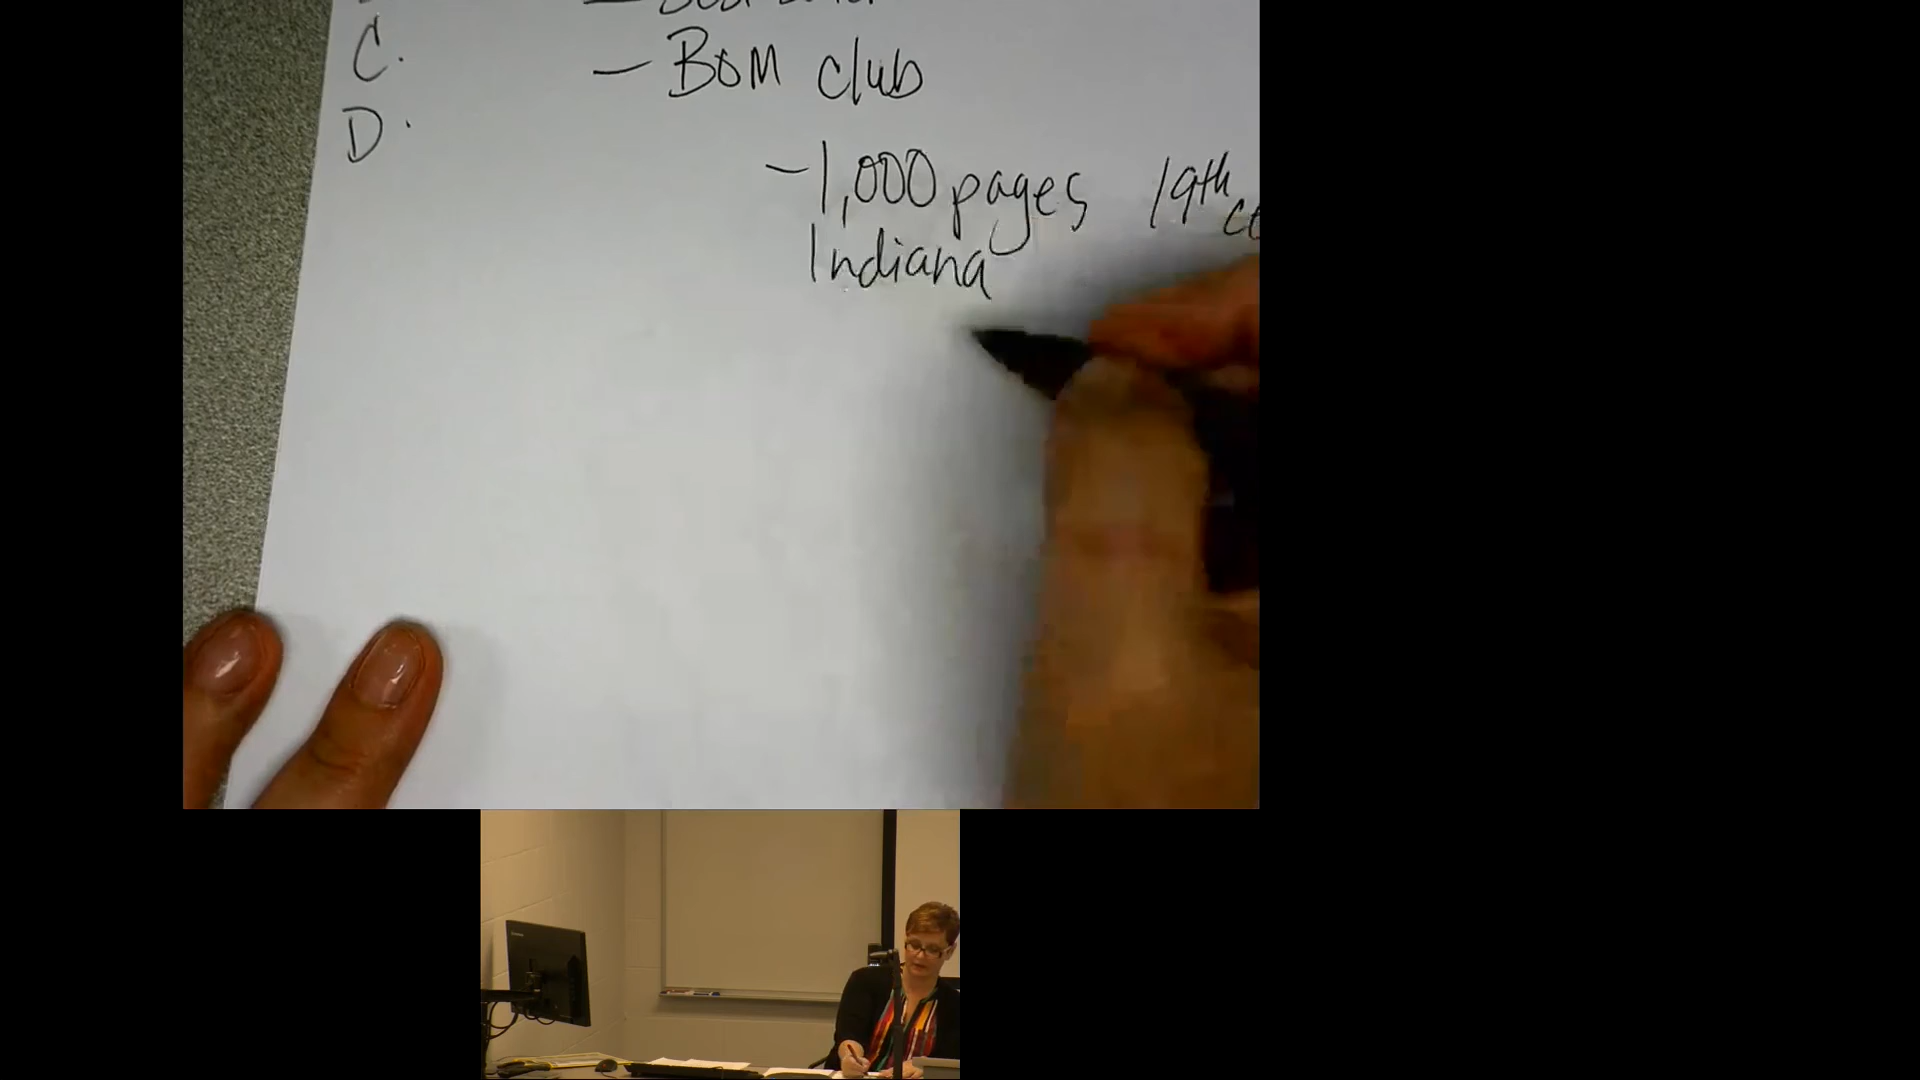 C.
— BOM club
D.
– 1,000 pages 19th
Indiana